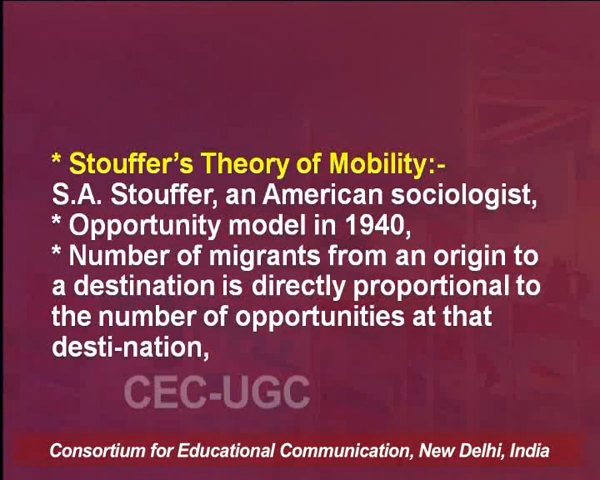 * Stouffer's Theory of Mobility:-
S.A. Stouffer, an American sociologist,
* Opportunity model in 1940,
* Number of migrants from an origin to
a destination is directly proportional to
the number of opportunities at that
desti-nation,
CEC-UGC
Consortium for Educational Communication, New Delhi, India